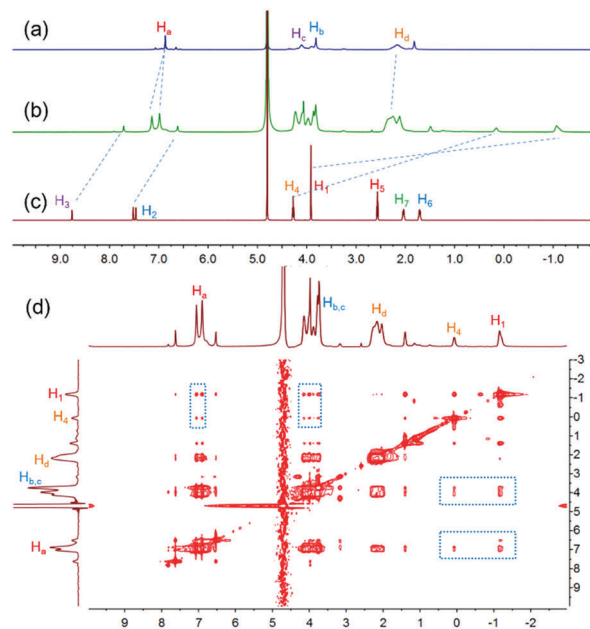 (a)
Ha
Hc
Hb
Hd
(b)
(c)
H3
H2
H4
H1
H5
H7
H6
9.0 8.0 7.0 6.0 5.0 4.0 3.0 2.0 1.0 0.0 -1.0
(d)
Ha
Hb,c
Hd
H4
H1
H1
H4
Hd
Hb,c
Ha
-3
-2
-1
0
1
2
3
4
5
6
7
8
9
9 8 7 6 5 4 3 2 1 0 -1 -2